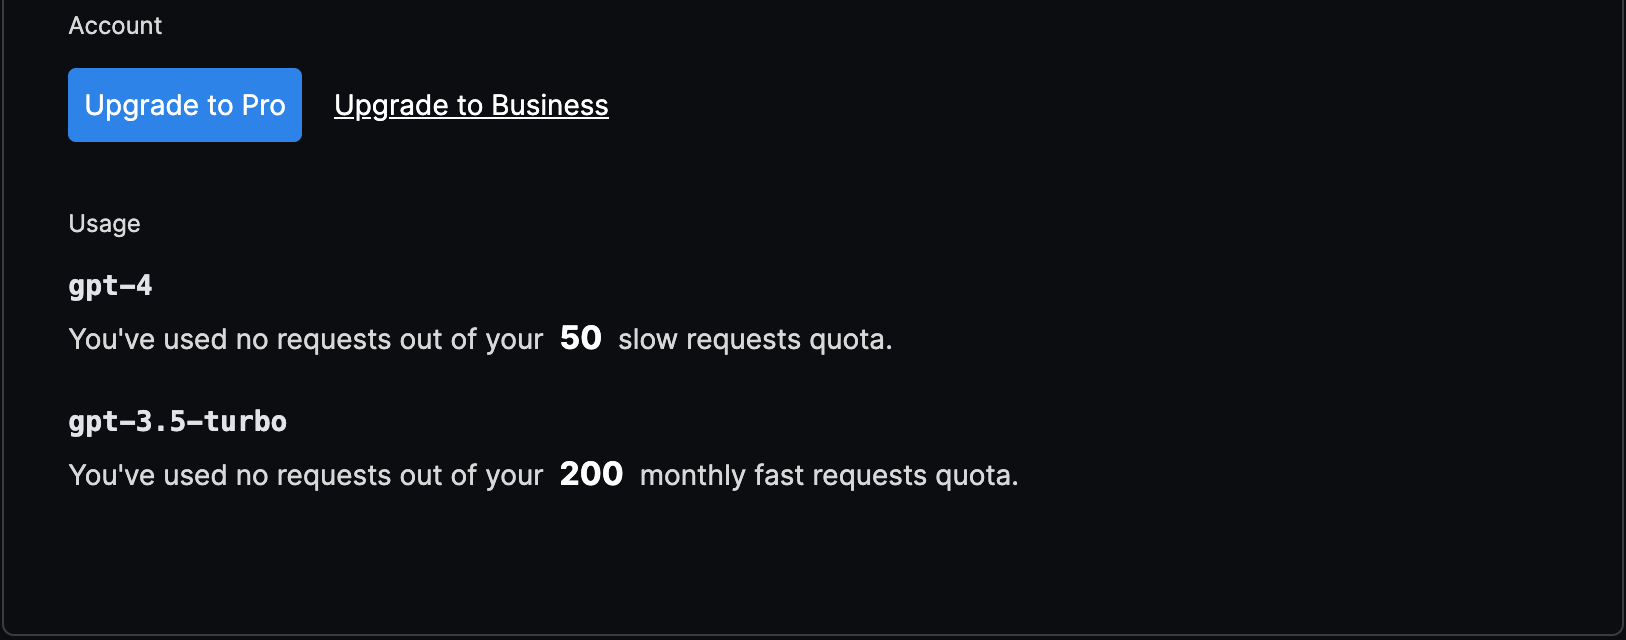 Account
Upgrade to Pro Upgrade to Business
Usage
gpt-4
You've used no requests out of your 50 slow requests quota.
gpt-3.5-turbo
You've used no requests out of your 200 monthly fast requests quota.